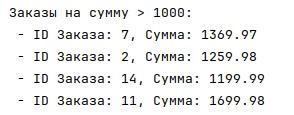 Заказы на сумму > 1000:
- ID Заказа: 7, Сумма: 1369.97
- ID Заказа: 2, Сумма: 1259.98
- ID Заказа: 14, Сумма: 1199.99
- ID Заказа: 11, Сумма: 1699.98